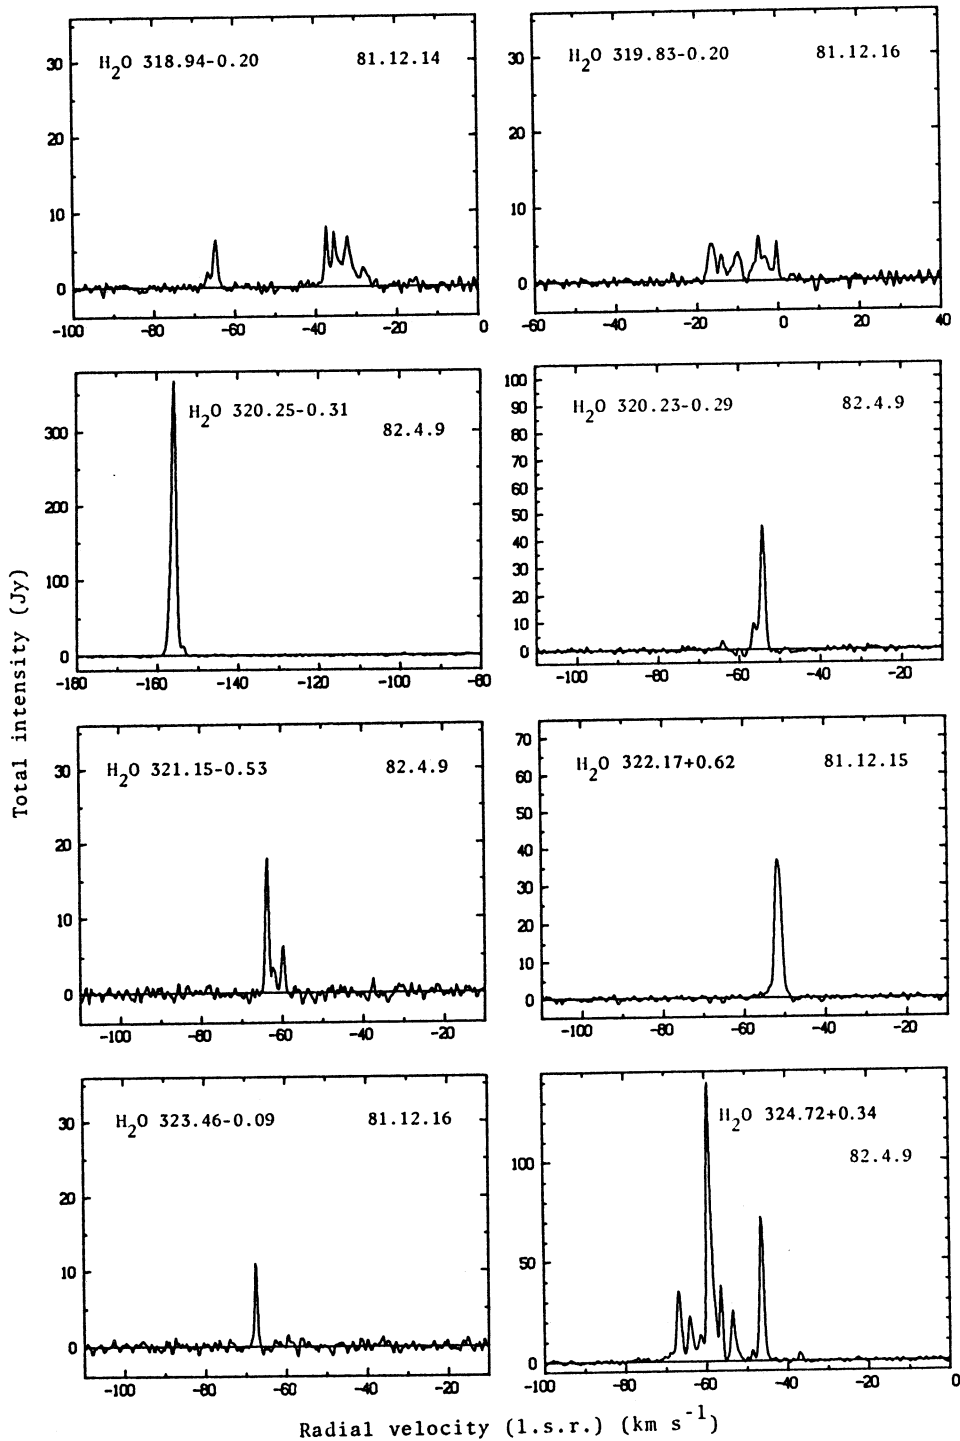 H2O 318.94-0.20 81.12.14
30
20
10
0
-100 -80 -60 -40 -20 0
H2O 319.83-0.20 81.12.16
30
20
10
0
-60 -40 -20 0 20 40
H2O 320.25-0.31
82.4.9
300
200
100
0
-180 -160 -140 -120 -100 -80
H2O 320.23-0.29 82.4.9
100
90
80
70
60
50
40
30
20
10
0
-100 -80 -60 -40 -20
H2O 321.15-0.53 82.4.9
30
20
10
0
-100 -80 -60 -40 -20
H2O 322.17+0.62 81.12.15
70
60
50
40
30
20
10
0
-100 -80 -60 -40 -20
H2O 323.46-0.09 81.12.16
30
20
10
0
-100 -80 -60 -40 -20
H2O 324.72+0.34
82.4.9
100
50
0
-100 -80 -60 -40 -20 0
Total intensity (Jy)
Radial velocity (l.s.r.) (km s-1)